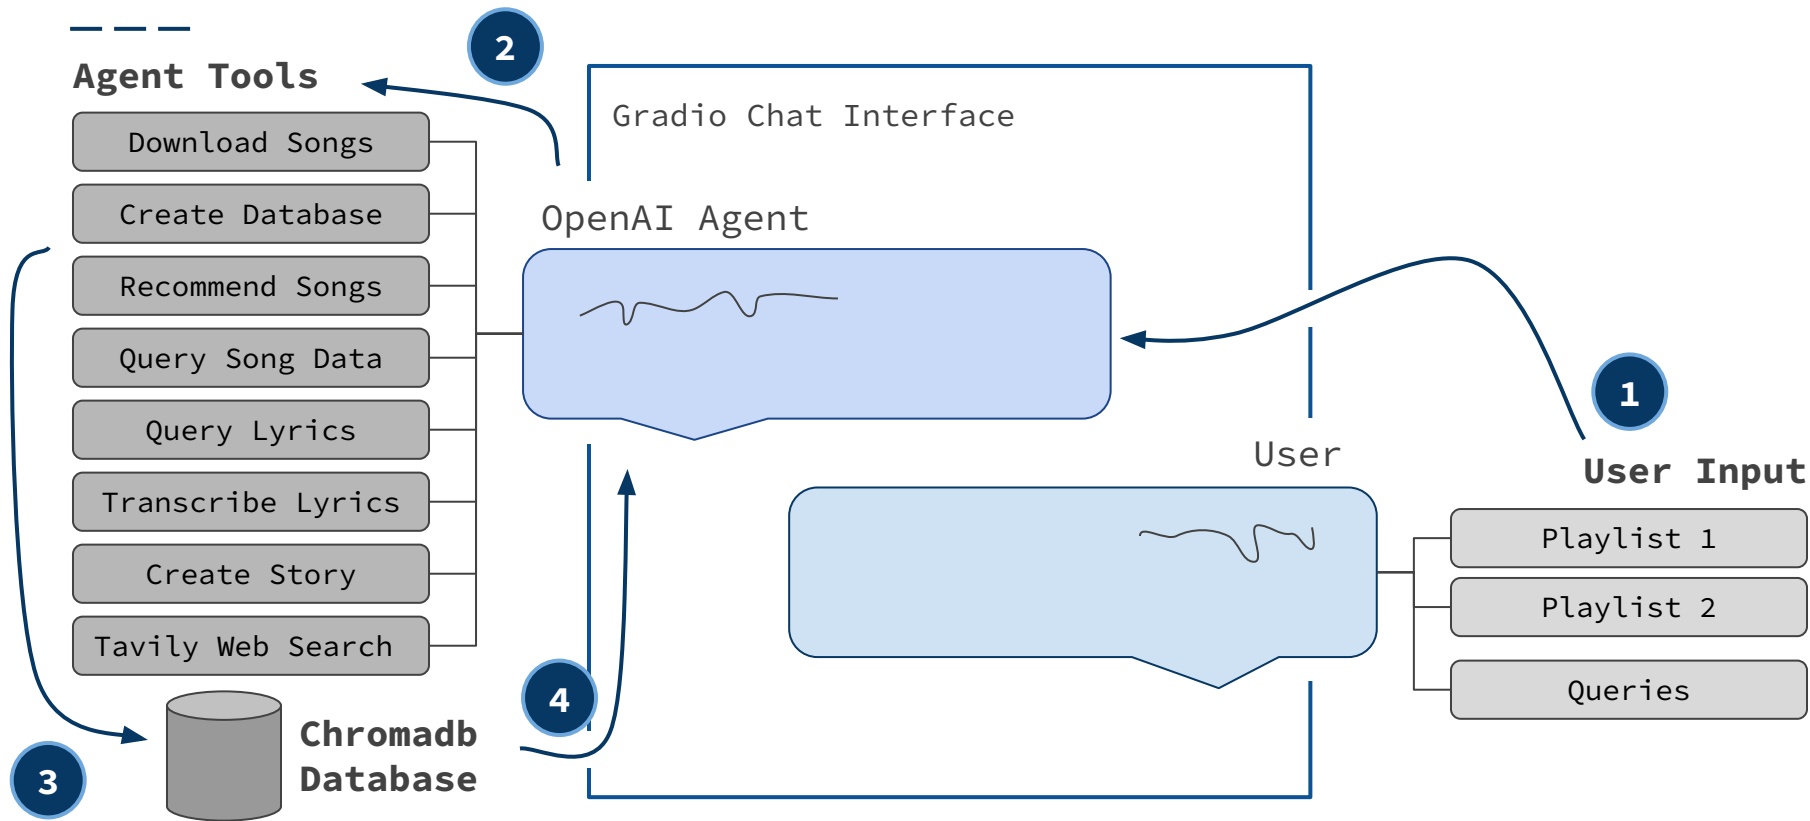 2
Agent Tools
Gradio Chat Interface
Download Songs
Create Database
Recommend Songs
Query Song Data
Query Lyrics
Transcribe Lyrics
Create Story
Tavily Web Search
OpenAI Agent
1
User
User Input
Playlist 1
Playlist 2
Queries
4
Chromadb
Database
3